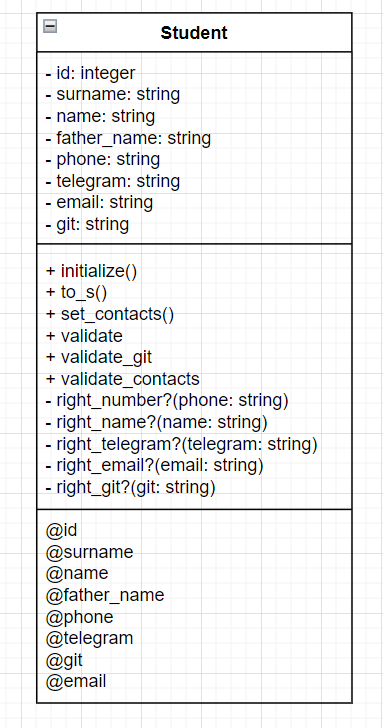 Student
- id: integer
- surname: string
- name: string
- father_name: string
- phone: string
- telegram: string
- email: string
- git: string
+ initialize()
+ to_s()
+ set_contacts()
+ validate
+ validate_git
+ validate_contacts
- right_number?(phone: string)
- right_name?(name: string)
- right_telegram?(telegram: string)
- right_email?(email: string)
- right_git?(git: string)
@id
@surname
@name
@father_name
@phone
@telegram
@git
@email